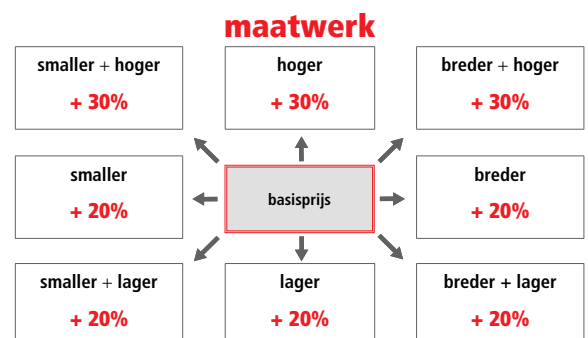 maatwerk
smaller + hoger
+ 30%
hoger
+ 30%
breder + hoger
+ 30%
smaller
+ 20%
basisprijs
breder
+ 20%
smaller + lager
+ 20%
lager
+ 20%
breder + lager
+ 20%